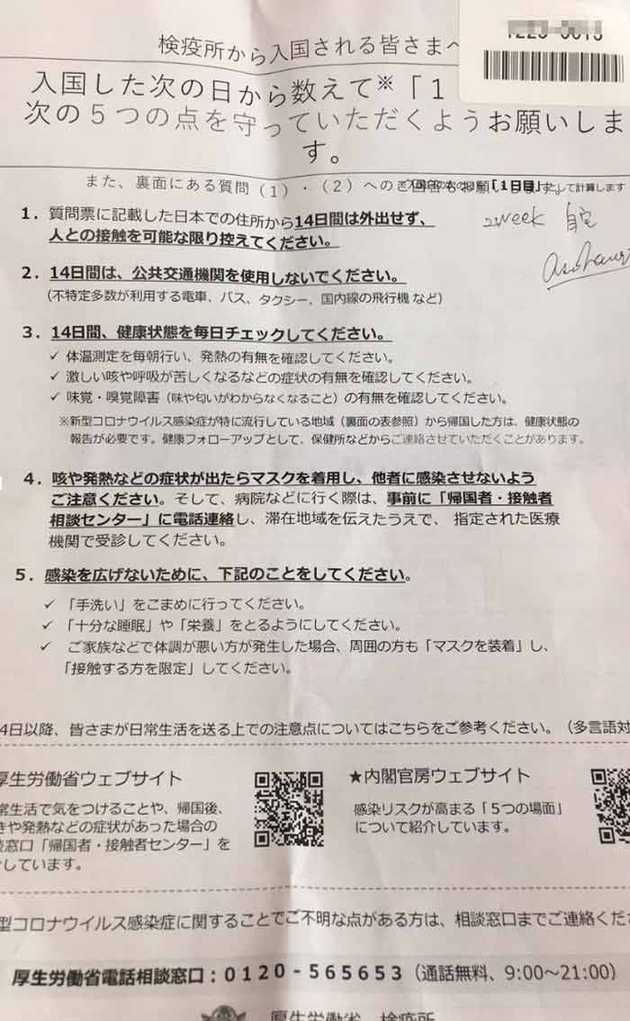 検疫所から入国される皆さまへ
入国した次の日から数えて※「1
次の５つの点を守っていただくようお願いしま
す。
また、裏面にある質問（1）・（2）へのご回答もお願いします。
「1日目」として計算します
1．質問票に記載した日本での住所から14日間は外出せず、
人との接触を可能な限り控えてください。
2week 自宅
2．14日間は、公共交通機関を使用しないでください。
（不特定多数が利用する電車、バス、タクシー、国内線の飛行機 など）
3．14日間、健康状態を毎日チェックしてください。
✓ 体温測定を毎朝行い、発熱の有無を確認してください。
✓ 激しい咳や呼吸が苦しくなるなどの症状の有無を確認してください。
✓ 味覚・嗅覚障害（味や匂いがわからなくなること）の有無を確認してください。
※新型コロナウイルス感染症が特に流行している地域（裏面の表参照）から帰国した方は、健康状態の
報告が必要です。健康フォローアップとして、保健所などからご連絡させていただくことがあります。
4．咳や発熱などの症状が出たらマスクを着用し、他者に感染させないよう
ご注意ください。そして、病院などに行く際は、事前に「帰国者・接触者
相談センター」に電話連絡し、滞在地域を伝えたうえで、指定された医療
機関で受診してください。
5．感染を広げないために、下記のことをしてください。
✓ 「手洗い」をこまめに行ってください。
✓ 「十分な睡眠」や「栄養」をとるようにしてください。
✓ ご家族などで体調が悪い方が発生した場合、周囲の方も「マスクを装着」し、
「接触する方を限定」してください。
4日以降、皆さまが日常生活を送る上での注意点についてはこちらをご参考ください。（多言語対
厚生労働省ウェブサイト
常生活で気をつけることや、帰国後、
きや発熱などの症状があった場合の
談窓口「帰国者・接触者センター」を
しています。
★内閣官房ウェブサイト
感染リスクが高まる「５つの場面」
について紹介しています。
型コロナウイルス感染症に関することでご不明な点がある方は、相談窓口までご連絡くださ
厚生労働省電話相談窓口：０１２０－５６５６５３（通話無料、9:00～21:00）
厚生労働省 検疫所